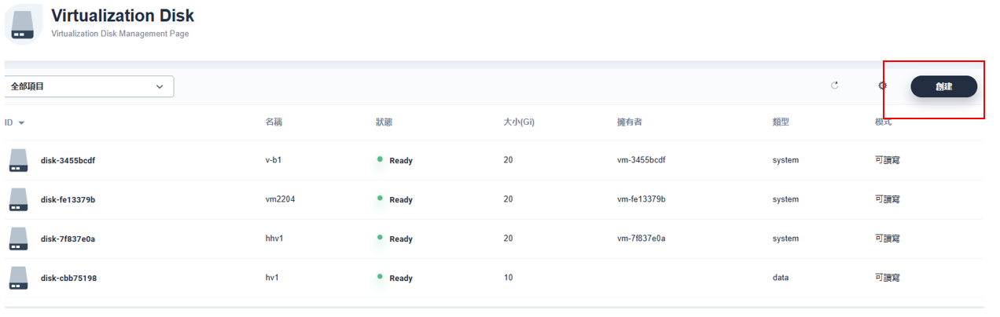 Virtualization Disk
Virtualization Disk Management Page
全部項目
創建
ID 名稱 狀態 大小(Gi) 擁有者 類型 模式
disk-3455bcdf v-b1 Ready 20 vm-3455bcdf system 可讀寫
disk-fe13379b vm2204 Ready 20 vm-fe13379b system 可讀寫
disk-7f837e0a hhv1 Ready 20 vm-7f837e0a system 可讀寫
disk-cbb75198 hv1 Ready 10 data 可讀寫